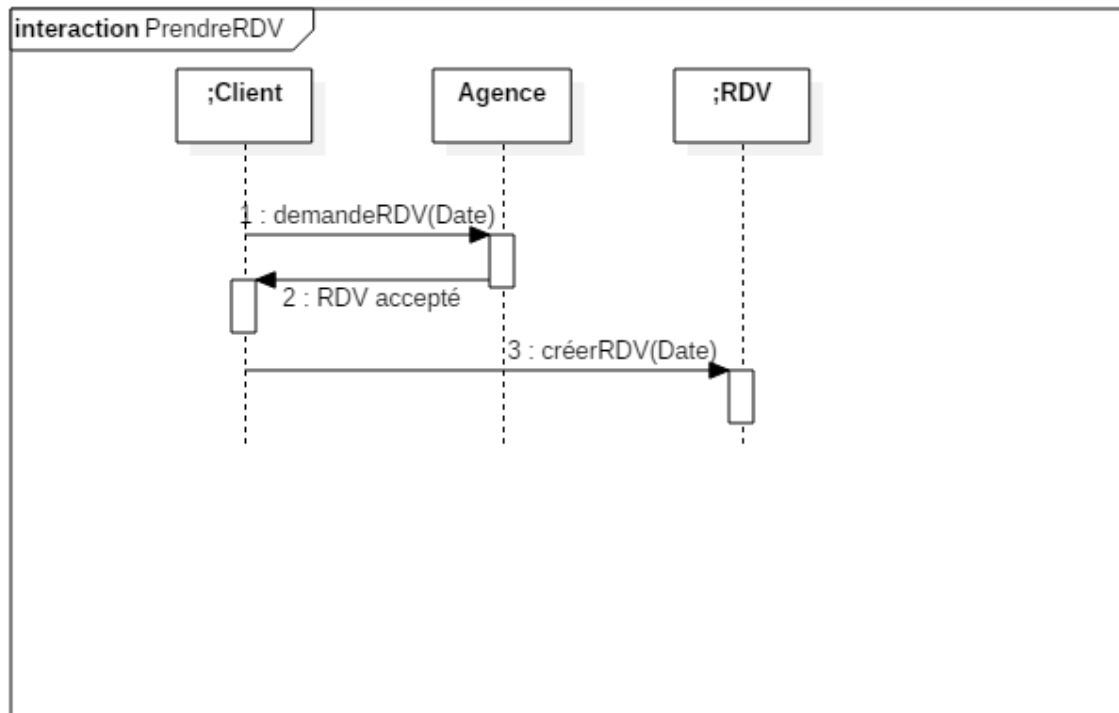 interaction PrendreRDV
;Client
Agence
;RDV
1 : demandeRDV(Date)
2 : RDV accepté
3 : créerRDV(Date)